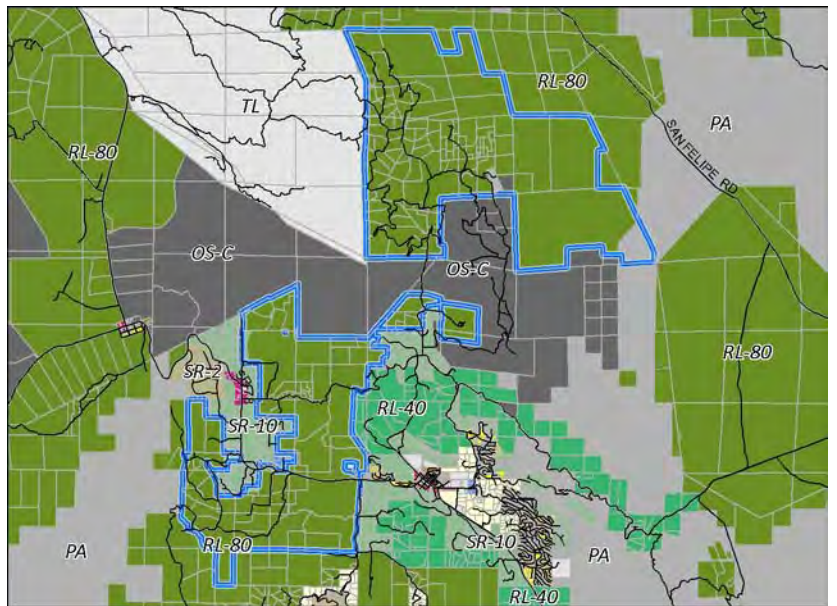 TL
RL-80
PA
SAN FELIPE RD
RL-80
OS-C
OS-C
RL-80
SR-2
RL-40
SR-10
PA
RL-80
SR-10
PA
RL-40